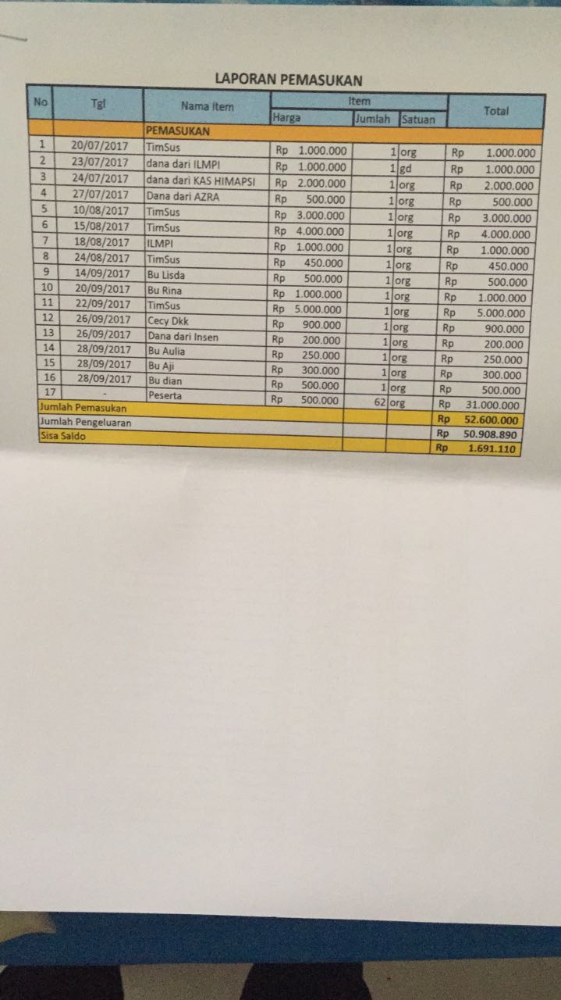 LAPORAN PEMASUKAN
No Tgl Nama Item Item Total
Harga Jumlah Satuan
PEMASUKAN
1 20/07/2017 TimSus Rp 1.000.000 1 org Rp 1.000.000
2 23/07/2017 dana dari ILMPI Rp 1.000.000 1 gd Rp 1.000.000
3 24/07/2017 dana dari KAS HIMAPSI Rp 2.000.000 1 org Rp 2.000.000
4 27/07/2017 Dana dari AZRA Rp 500.000 1 org Rp 500.000
5 10/08/2017 TimSus Rp 3.000.000 1 org Rp 3.000.000
6 15/08/2017 TimSus Rp 4.000.000 1 org Rp 4.000.000
7 18/08/2017 ILMPI Rp 1.000.000 1 org Rp 1.000.000
8 24/08/2017 TimSus Rp 450.000 1 org Rp 450.000
9 14/09/2017 Bu Lisda Rp 500.000 1 org Rp 500.000
10 20/09/2017 Bu Rina Rp 1.000.000 1 org Rp 1.000.000
11 22/09/2017 TimSus Rp 5.000.000 1 org Rp 5.000.000
12 26/09/2017 Cecy Dkk Rp 900.000 1 org Rp 900.000
13 26/09/2017 Dana dari Insen Rp 200.000 1 org Rp 200.000
14 28/09/2017 Bu Aulia Rp 250.000 1 org Rp 250.000
15 28/09/2017 Bu Aji Rp 300.000 1 org Rp 300.000
16 28/09/2017 Bu dian Rp 500.000 1 org Rp 500.000
17 - Peserta Rp 500.000 62 org Rp 31.000.000
Jumlah Pemasukan Rp 52.600.000
Jumlah Pengeluaran Rp 50.908.890
Sisa Saldo Rp 1.691.110